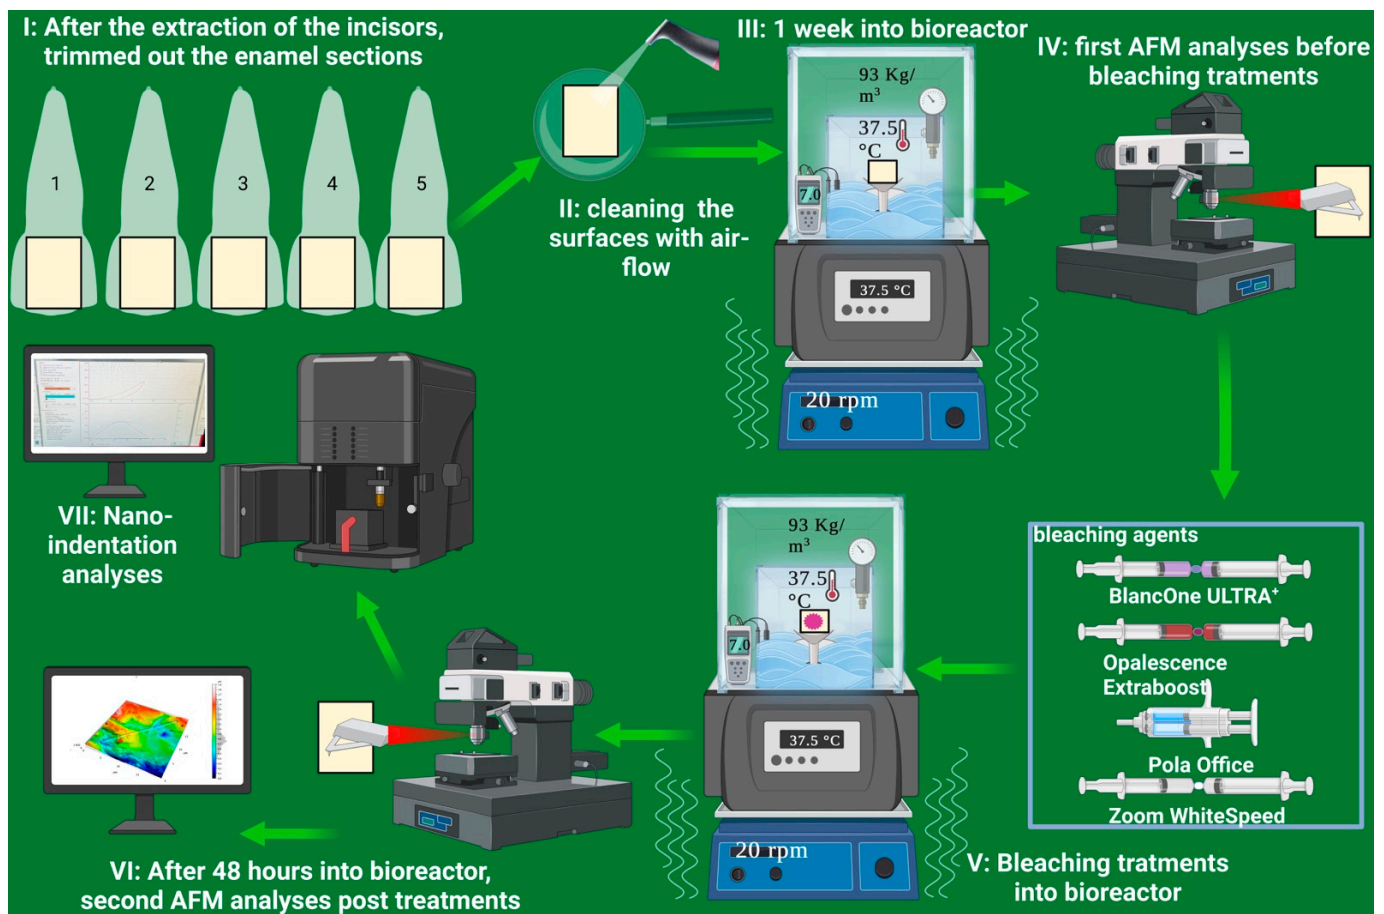 I: After the extraction of the incisors,
trimmed out the enamel sections
1
2
3
4
5
II: cleaning the
surfaces with air-
flow
III: 1 week into bioreactor
93 Kg/
m³
37.5
°C
7.0
37.5 °C
20 rpm
IV: first AFM analyses before
bleaching tratments
bleaching agents
BlancOne ULTRA⁺
Opalescence
Extraboost
Pola Office
Zoom WhiteSpeed
V: Bleaching tratments
into bioreactor
93 Kg/
m³
37.5
°C
7.0
37.5 °C
20 rpm
VI: After 48 hours into bioreactor,
second AFM analyses post treatments
VII: Nano-
indentation
analyses